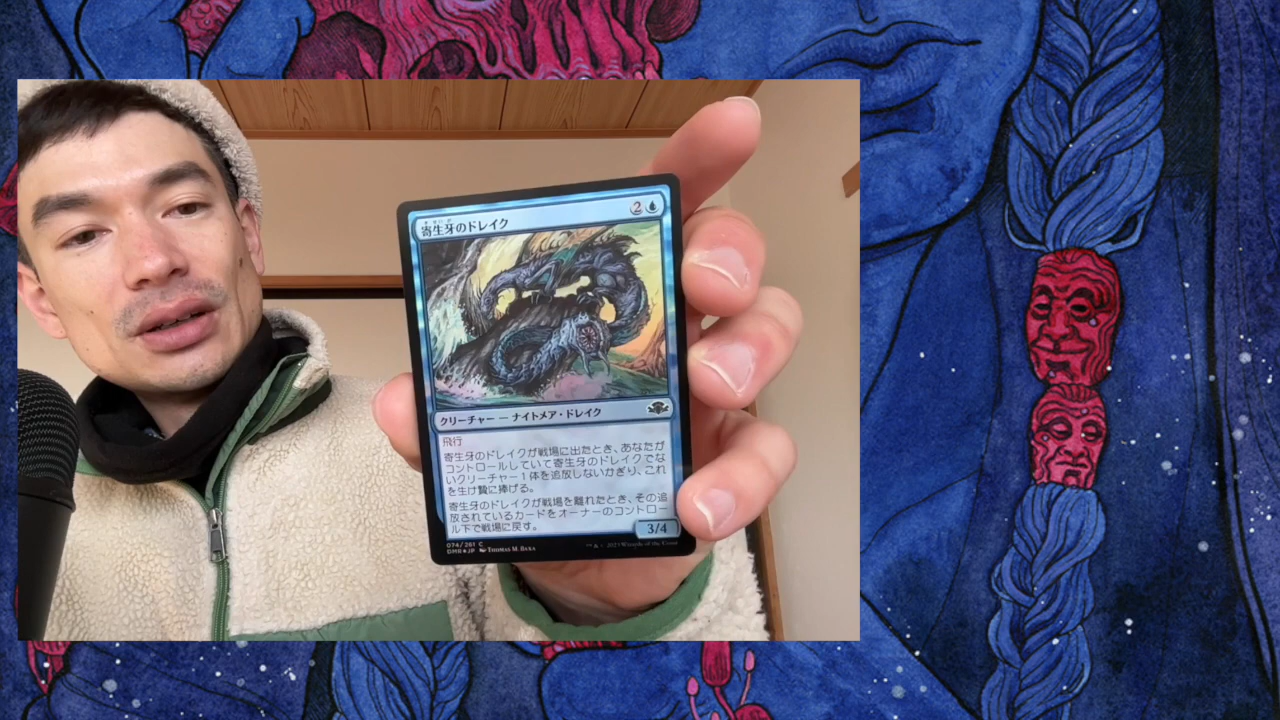 寄生牙のドレイク
2
クリーチャー — ナイトメア・ドレイク
飛行
寄生牙のドレイクが戦場に出たとき、あなたが
コントロールしていて寄生牙のドレイクでな
いクリーチャー1体を追放しないかぎり、これ
を生け贄に捧げる。
寄生牙のドレイクが戦場を離れたとき、その追
放されているカードをオーナーのコントロー
ル下で戦場に戻す。
3/4
074/261 C
DMR★JP THOMAS M. BAXA
2023 Wizards of the Coast